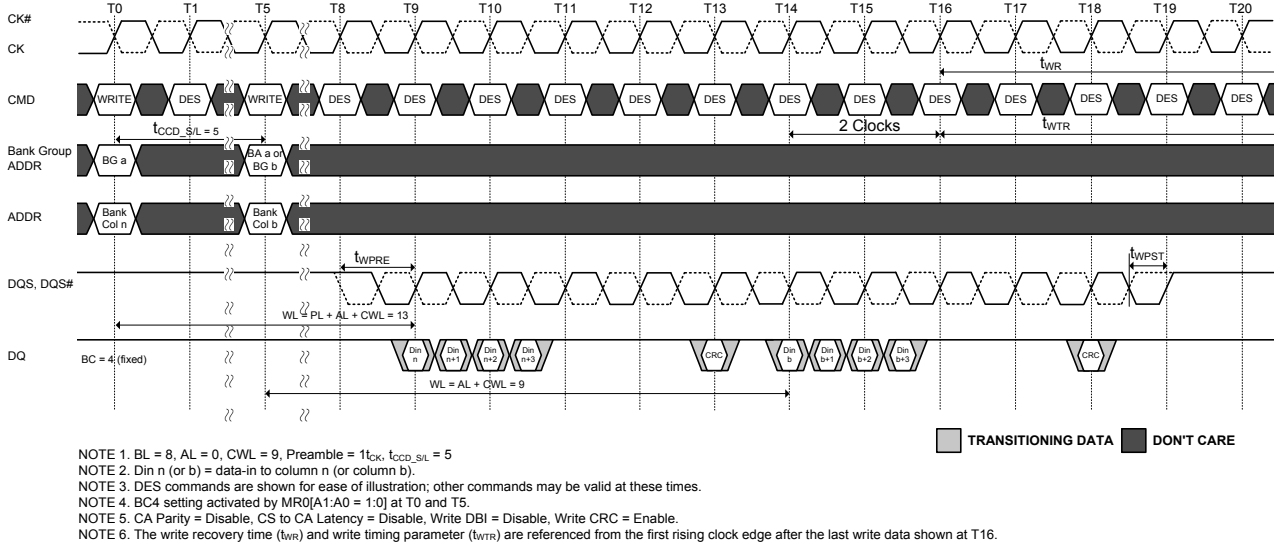 T0 T1 T5 T8 T9 T10 T11 T12 T13 T14 T15 T16 T17 T18 T19 T20
CK#
CK
tWR
CMD WRITE DES WRITE DES DES DES DES DES DES DES DES DES DES DES DES DES
tCCD_S/L = 5
2 Clocks
tWTR
Bank Group
ADDR
BG a
BA a or
BG b
ADDR
Bank
Col n
Bank
Col b
tWPRE
tWPST
DQS, DQS#
WL = PL + AL + CWL = 13
DQ
BC = 4 (fixed)
Din
n
Din
n+1
Din
n+2
Din
n+3
CRC
Din
b
Din
b+1
Din
b+2
Din
b+3
CRC
WL = AL + CWL = 9
TRANSITIONING DATA
DON'T CARE
NOTE 1. BL = 8, AL = 0, CWL = 9, Preamble = 1tCK, tCCD_S/L = 5
NOTE 2. Din n (or b) = data-in to column n (or column b).
NOTE 3. DES commands are shown for ease of illustration; other commands may be valid at these times.
NOTE 4. BC4 setting activated by MR0[A1:A0 = 1:0] at T0 and T5.
NOTE 5. CA Parity = Disable, CS to CA Latency = Disable, Write DBI = Disable, Write CRC = Enable.
NOTE 6. The write recovery time (tWR) and write timing parameter (tWTR) are referenced from the first rising clock edge after the last write data shown at T16.